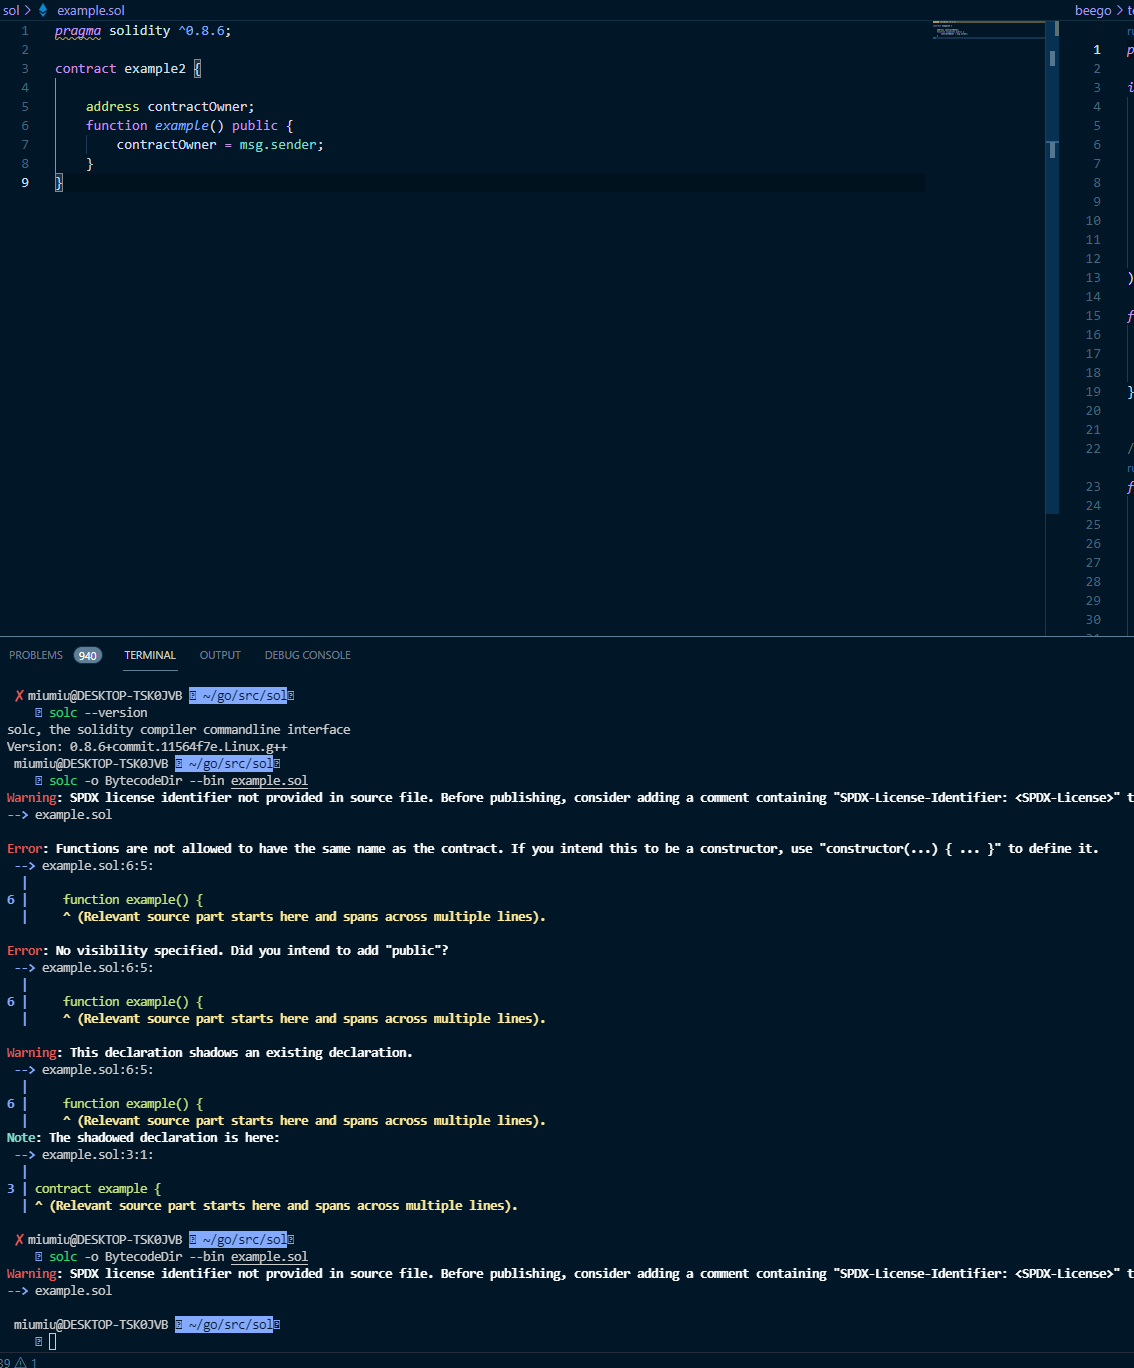 sol > example.sol
beego > t
1 pragma solidity ^0.8.6;
2
3 contract example2 {
4
5 address contractOwner;
6 function example() public {
7 contractOwner = msg.sender;
8 }
9 }
ru
1 p
2
3 i
4
5
6
7
8
9
10
11
12
13 )
14
15 f
16
17
18
19 }
20
21
22 /
ru
23 f
24
25
26
27
28
29
30
PROBLEMS 940 TERMINAL OUTPUT DEBUG CONSOLE
✗ miumiu@DESKTOP-TSK0JVB ~/go/src/sol
solc --version
solc, the solidity compiler commandline interface
Version: 0.8.6+commit.11564f7e.Linux.g++
miumiu@DESKTOP-TSK0JVB ~/go/src/sol
solc -o BytecodeDir --bin example.sol
Warning: SPDX license identifier not provided in source file. Before publishing, consider adding a comment containing "SPDX-License-Identifier: <SPDX-License>" t
--> example.sol
Error: Functions are not allowed to have the same name as the contract. If you intend this to be a constructor, use "constructor(...) { ... }" to define it.
--> example.sol:6:5:
|
6 | function example() {
| ^ (Relevant source part starts here and spans across multiple lines).
Error: No visibility specified. Did you intend to add "public"?
--> example.sol:6:5:
|
6 | function example() {
| ^ (Relevant source part starts here and spans across multiple lines).
Warning: This declaration shadows an existing declaration.
--> example.sol:6:5:
|
6 | function example() {
| ^ (Relevant source part starts here and spans across multiple lines).
Note: The shadowed declaration is here:
--> example.sol:3:1:
|
3 | contract example {
| ^ (Relevant source part starts here and spans across multiple lines).
✗ miumiu@DESKTOP-TSK0JVB ~/go/src/sol
solc -o BytecodeDir --bin example.sol
Warning: SPDX license identifier not provided in source file. Before publishing, consider adding a comment containing "SPDX-License-Identifier: <SPDX-License>" t
--> example.sol
miumiu@DESKTOP-TSK0JVB ~/go/src/sol
39 ⚠ 1